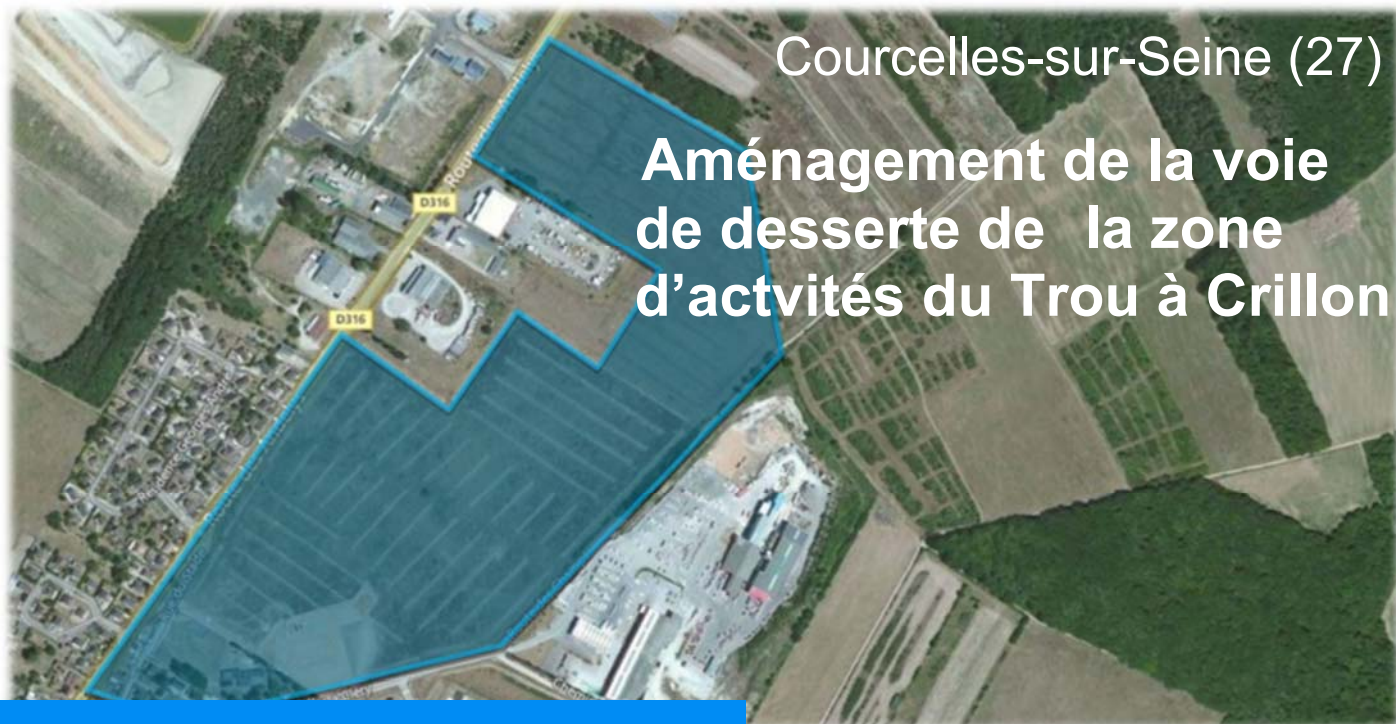 Courcelles-sur-Seine (27)
Aménagement de la voie
de desserte de la zone
d'actvités du Trou à Crillon
D316
D316